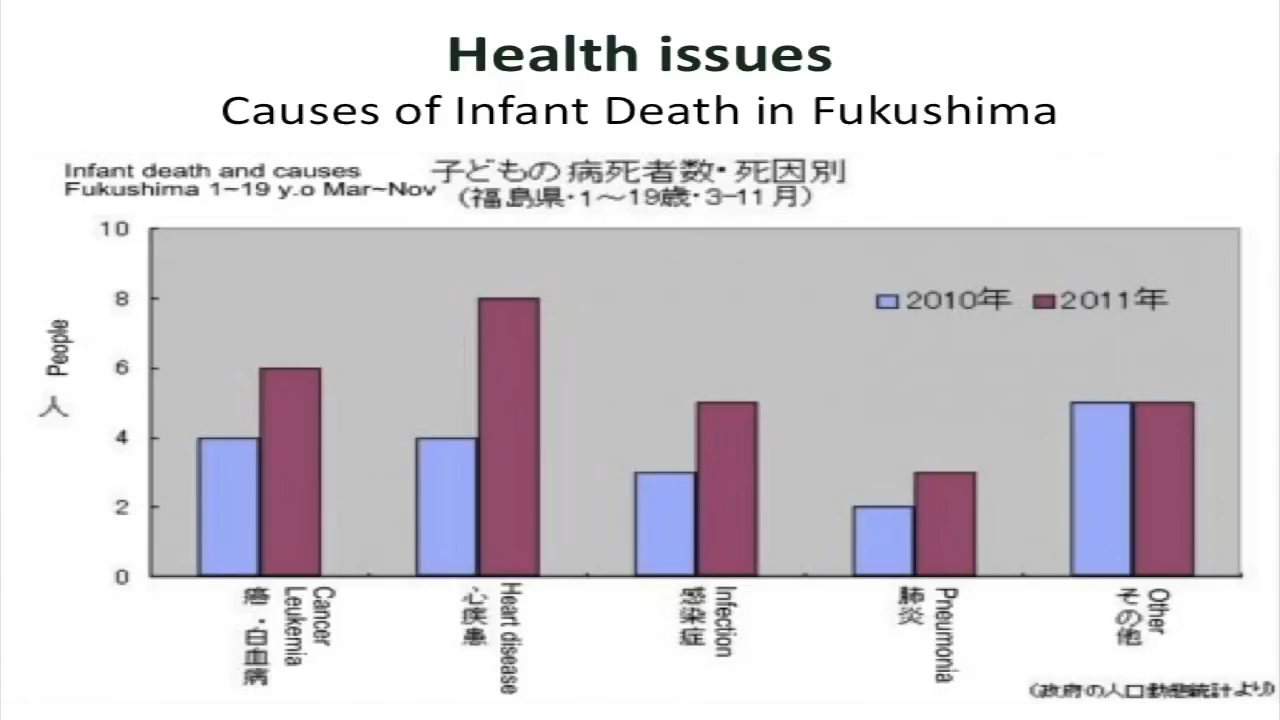 Health issues
Causes of Infant Death in Fukushima
Infant death and causes
Fukushima 1~19 y.o Mar~Nov
子どもの病死者数・死因別
(福島県・1～19歳・3-11月)
10
8
6
4
2
0
People
人
2010年
2011年
Cancer
Leukemia
癌・白血病
Heart disease
心疾患
Infection
感染症
Pneumonia
肺炎
Other
その他
(政府の人口動態統計より)